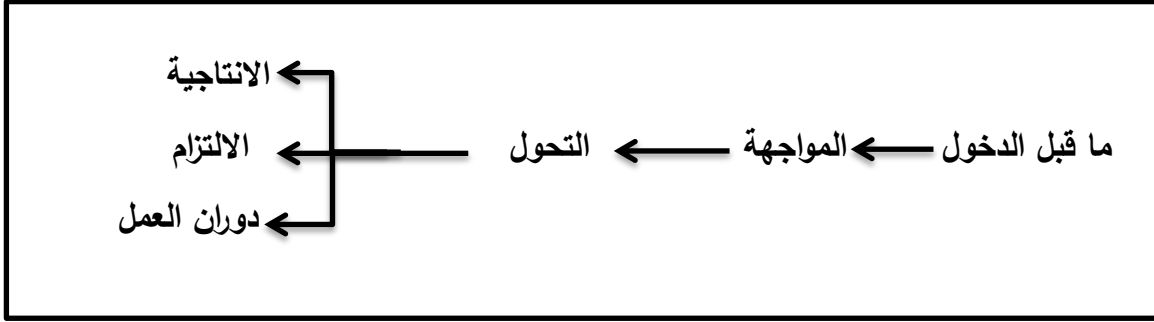 الانتاجية
ما قبل الدخول المواجهة التحول الالتزام
دوران العمل